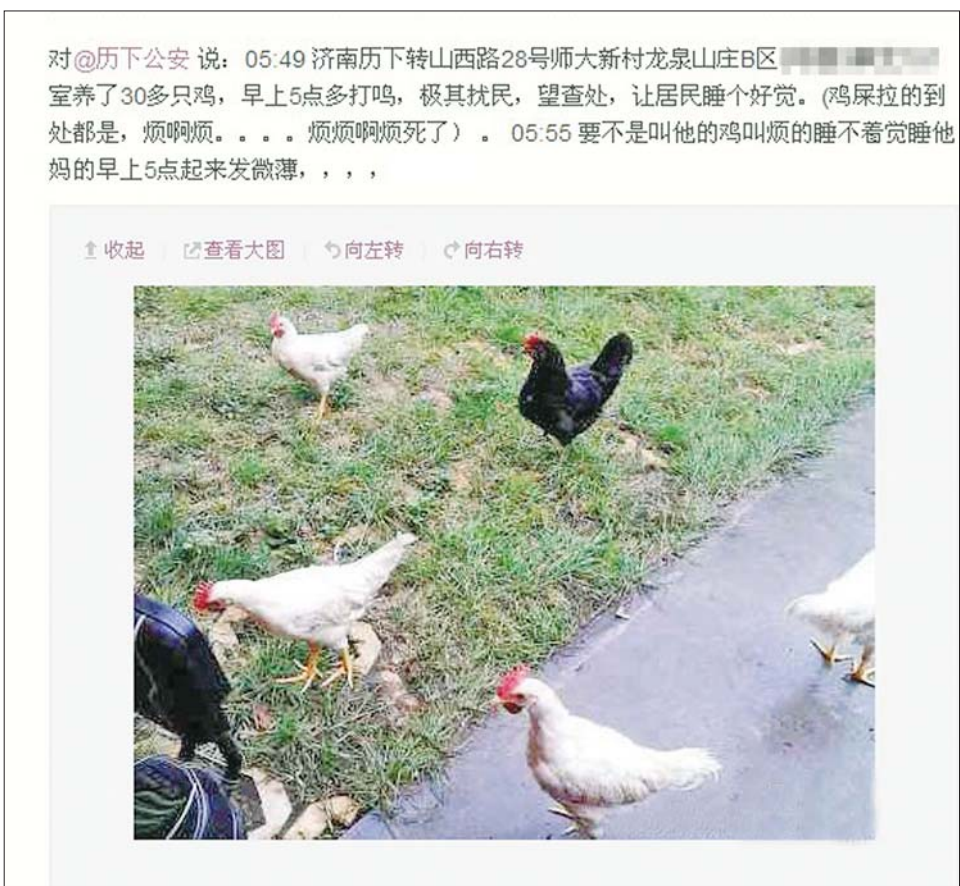 对@历下公安 说：05:49 济南历下转山西路28号师大新村龙泉山庄B区
室养了30多只鸡，早上5点多打鸣，极其扰民，望查处，让居民睡个好觉。(鸡屎拉的到
处都是，烦啊烦。。。。烦烦啊烦死了）。 05:55 要不是叫他的鸡叫烦的睡不着觉睡他
妈的早上5点起来发微薄，，，，
收起 查看大图 向左转 向右转